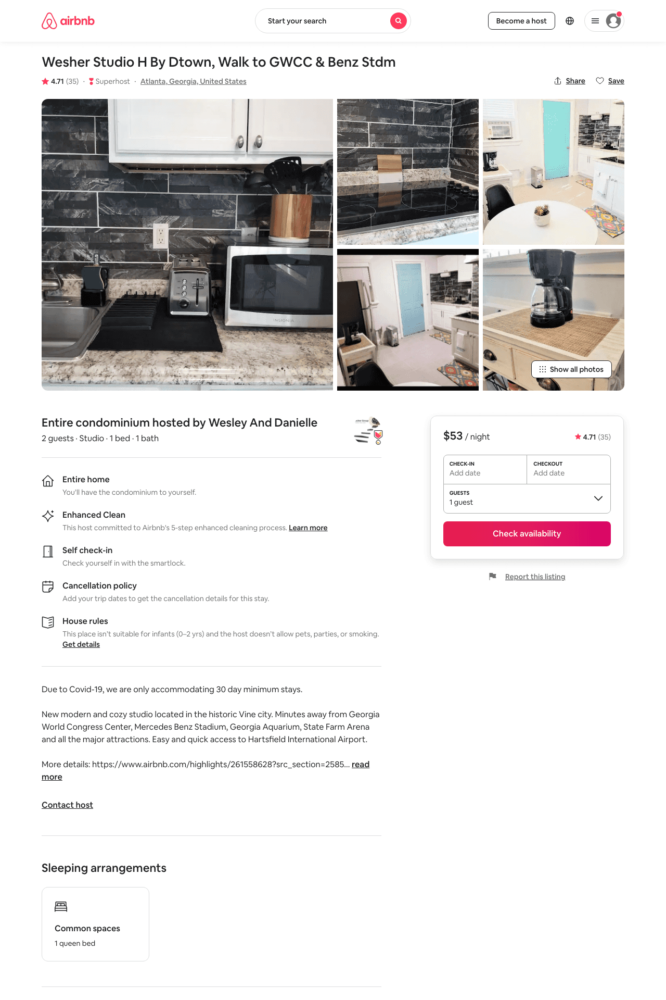 airbnb
Start your search
Become a host
Wesher Studio H By Dtown, Walk to GWCC & Benz Stdm
4.71 (35) · Superhost · Atlanta, Georgia, United States
Share
Save
INSIGNIA
Show all photos
Entire condominium hosted by Wesley And Danielle
2 guests · Studio · 1 bed · 1 bath
Entire home
You’ll have the condominium to yourself.
Enhanced Clean
This host committed to Airbnb's 5-step enhanced cleaning process. Learn more
Self check-in
Check yourself in with the smartlock.
Cancellation policy
Add your trip dates to get the cancellation details for this stay.
House rules
This place isn’t suitable for infants (0–2 yrs) and the host doesn’t allow pets, parties, or smoking.
Get details
$53 / night
4.71 (35)
CHECK-IN
Add date
CHECKOUT
Add date
GUESTS
1 guest
Check availability
Report this listing
Due to Covid-19, we are only accommodating 30 day minimum stays.
New modern and cozy studio located in the historic Vine city. Minutes away from Georgia
World Congress Center, Mercedes Benz Stadium, Georgia Aquarium, State Farm Arena
and all the major attractions. Easy and quick access to Hartsfield International Airport.
More details: https://www.airbnb.com/highlights/261558628?src_section=2585… read
more
Contact host
Sleeping arrangements
Common spaces
1 queen bed